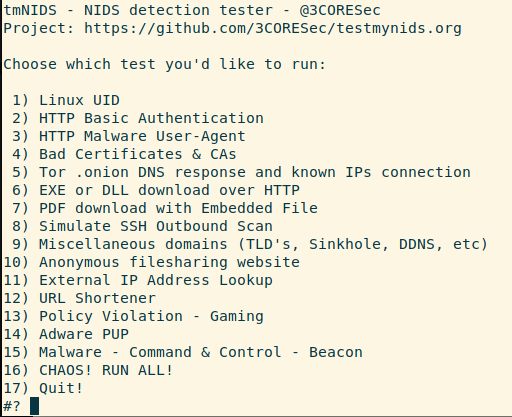 tmNIDS - NIDS detection tester - @3CORESec
Project: https://github.com/3CORESec/testmynids.org
Choose which test you'd like to run:
1) Linux UID
2) HTTP Basic Authentication
3) HTTP Malware User-Agent
4) Bad Certificates & CAs
5) Tor .onion DNS response and known IPs connection
6) EXE or DLL download over HTTP
7) PDF download with Embedded File
8) Simulate SSH Outbound Scan
9) Miscellaneous domains (TLD's, Sinkhole, DDNS, etc)
10) Anonymous filesharing website
11) External IP Address Lookup
12) URL Shortener
13) Policy Violation - Gaming
14) Adware PUP
15) Malware - Command & Control - Beacon
16) CHAOS! RUN ALL!
17) Quit!
#?